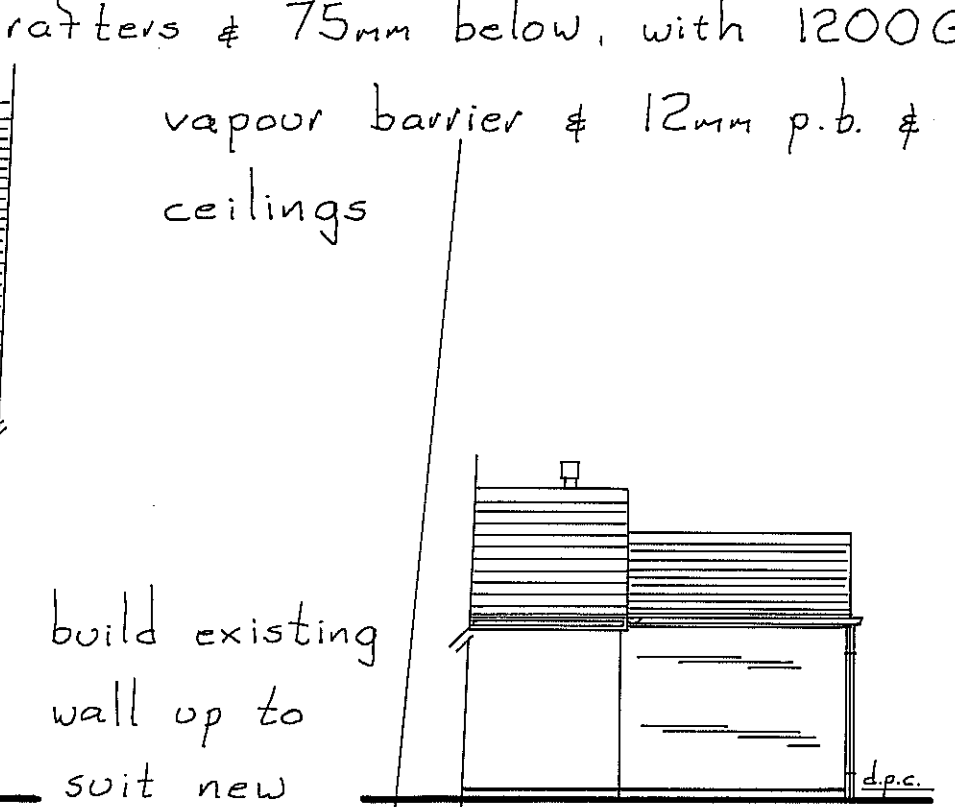 rafters & 75mm below, with 1200G
vapour barrier & 12mm p.b. &
ceilings
build existing
wall up to
suit new
d.p.c.